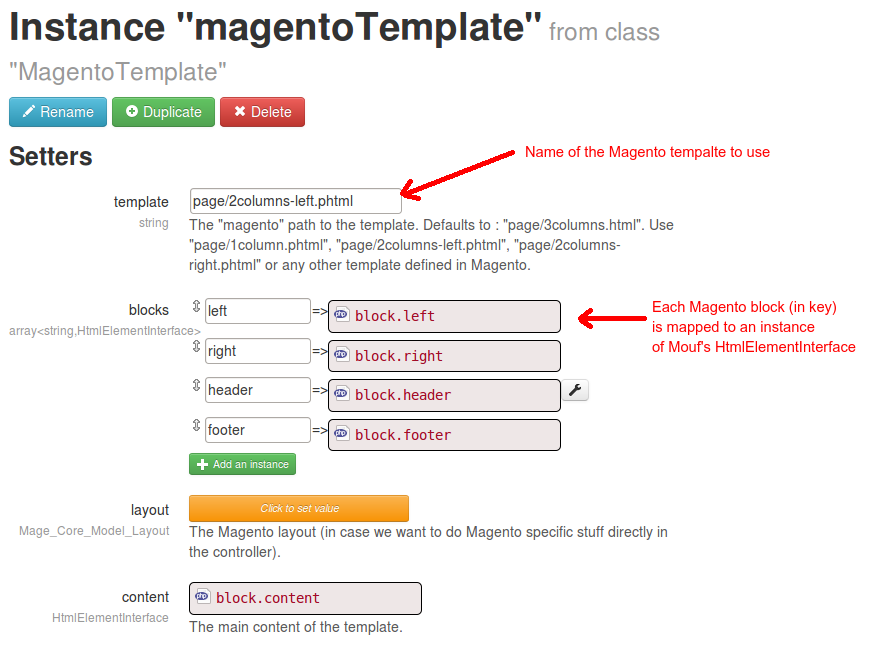 Instance "magentoTemplate" from class
"MagentoTemplate"
Rename Duplicate Delete
Setters
Name of the Magento tempalte to use
template page/2columns-left.phtml
string
The "magento" path to the template. Defaults to : "page/3columns.html". Use
"page/1column.phtml", "page/2columns-left.phtml", "page/2columns-
right.phtml" or any other template defined in Magento.
blocks
array<string,HtmlElementInterface>
left => php block.left
right => php block.right
header => php block.header
footer => php block.footer
Add an instance
Each Magento block (in key)
is mapped to an instance
of Mouf's HtmlElementInterface
layout Click to set value
Mage_Core_Model_Layout
The Magento layout (in case we want to do Magento specific stuff directly in
the controller).
content php block.content
HtmlElementInterface
The main content of the template.